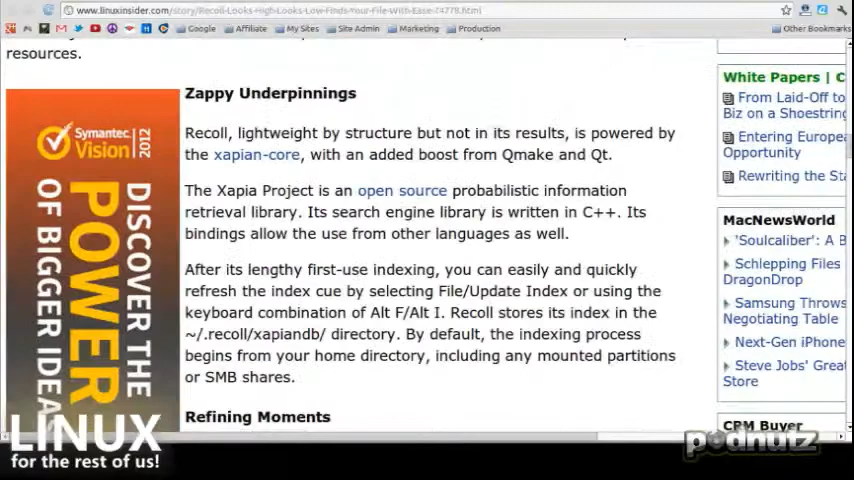 www.linuxinsider.com/story/Recoll-Looks-High-Looks-Low-Finds-Your-File-With-Ease-74778.html
Google
Affiliate
My Sites
Site Admin
Marketing
Production
Other Bookmarks
resources.
Symantec.
Vision
2012
DISCOVER THE
POWER
OF BIGGER IDEAS
Zappy Underpinnings
Recoll, lightweight by structure but not in its results, is powered by
the xapian-core, with an added boost from Qmake and Qt.
The Xapia Project is an open source probabilistic information
retrieval library. Its search engine library is written in C++. Its
bindings allow the use from other languages as well.
After its lengthy first-use indexing, you can easily and quickly
refresh the index cue by selecting File/Update Index or using the
keyboard combination of Alt F/Alt I. Recoll stores its index in the
~/.recoll/xapiandb/ directory. By default, the indexing process
begins from your home directory, including any mounted partitions
or SMB shares.
Refining Moments
White Papers | C
From Laid-Off to
Biz on a Shoestring
Entering Europe
Opportunity
Rewriting the Sta
MacNewsWorld
'Soulcaliber': A B
Schlepping Files
DragonDrop
Samsung Throws
Negotiating Table
Next-Gen iPhone
Steve Jobs' Grea
Store
CRM Buyer
LINUX
for the rest of us!
podnutz